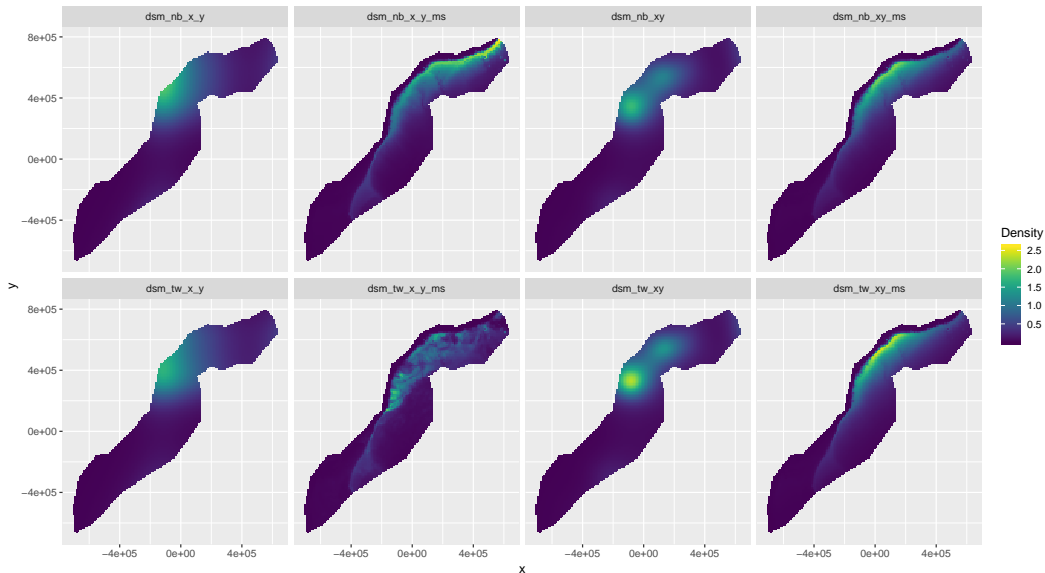 dsm_nb_x_y dsm_nb_x_y_ms dsm_nb_xy dsm_nb_xy_ms
8e+05
4e+05
0e+00
−4e+05
dsm_tw_x_y dsm_tw_x_y_ms dsm_tw_xy dsm_tw_xy_ms
8e+05
4e+05
0e+00
−4e+05
−4e+05 0e+00 4e+05 −4e+05 0e+00 4e+05 −4e+05 0e+00 4e+05 −4e+05 0e+00 4e+05
x
y
Density
2.5
2.0
1.5
1.0
0.5